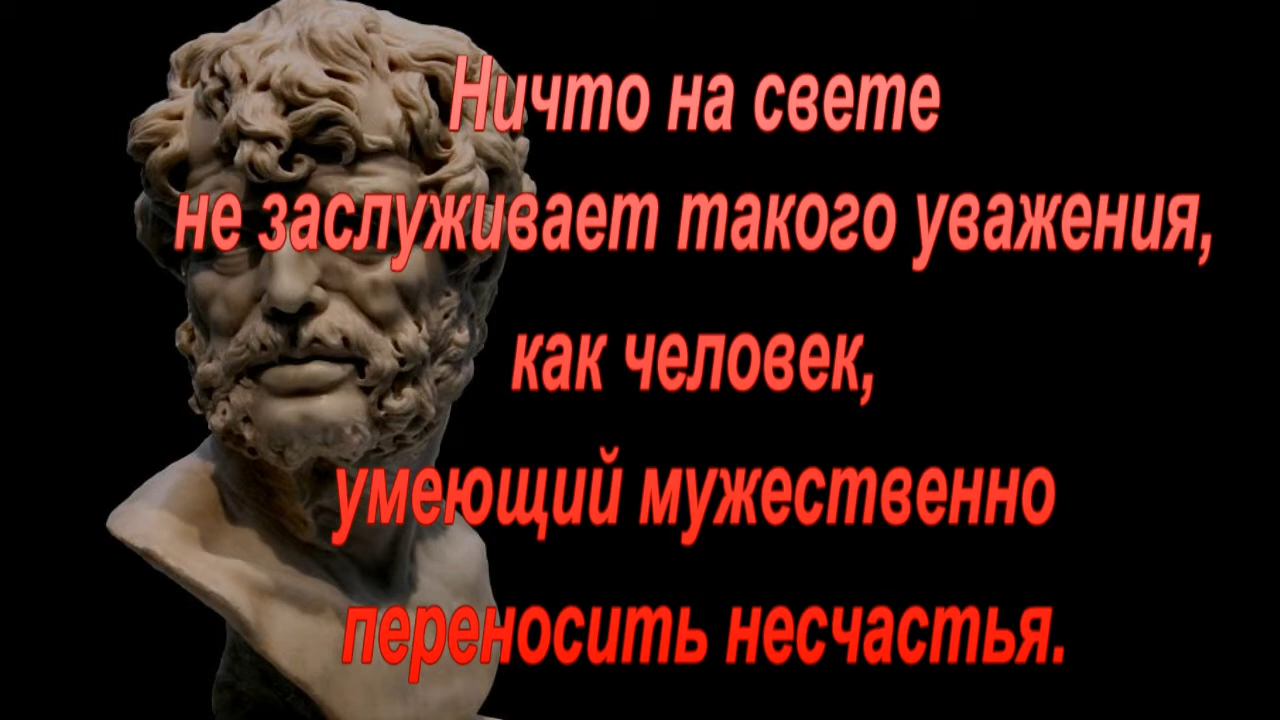 Ничто на свете
не заслуживает такого уважения,
как человек,
умеющий мужественно
переносить несчастья.